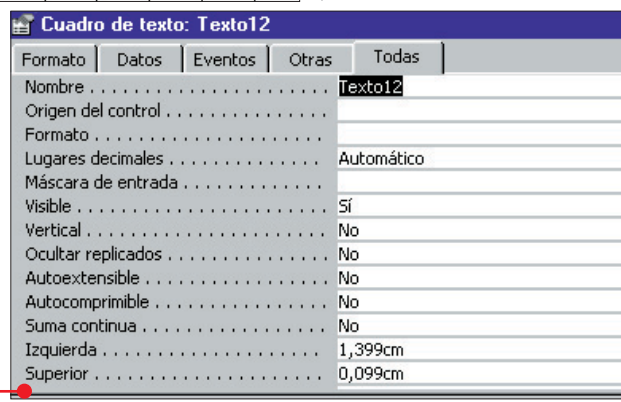 Cuadro de texto: Texto12
Formato Datos Eventos Otras Todas
Nombre . . . . . . . . . . . . . . . . . . . . . . Texto12
Origen del control . . . . . . . . . . . . . . .
Formato . . . . . . . . . . . . . . . . . . . . .
Lugares decimales . . . . . . . . . . . . . . Automático
Máscara de entrada . . . . . . . . . . . . .
Visible . . . . . . . . . . . . . . . . . . . . . . . Sí
Vertical . . . . . . . . . . . . . . . . . . . . . . No
Ocultar replicados . . . . . . . . . . . . . . . No
Autoextensible . . . . . . . . . . . . . . . . . No
Autocomprimible . . . . . . . . . . . . . . . . No
Suma continua . . . . . . . . . . . . . . . . . No
Izquierda . . . . . . . . . . . . . . . . . . . . 1,399cm
Superior . . . . . . . . . . . . . . . . . . . . . 0,099cm